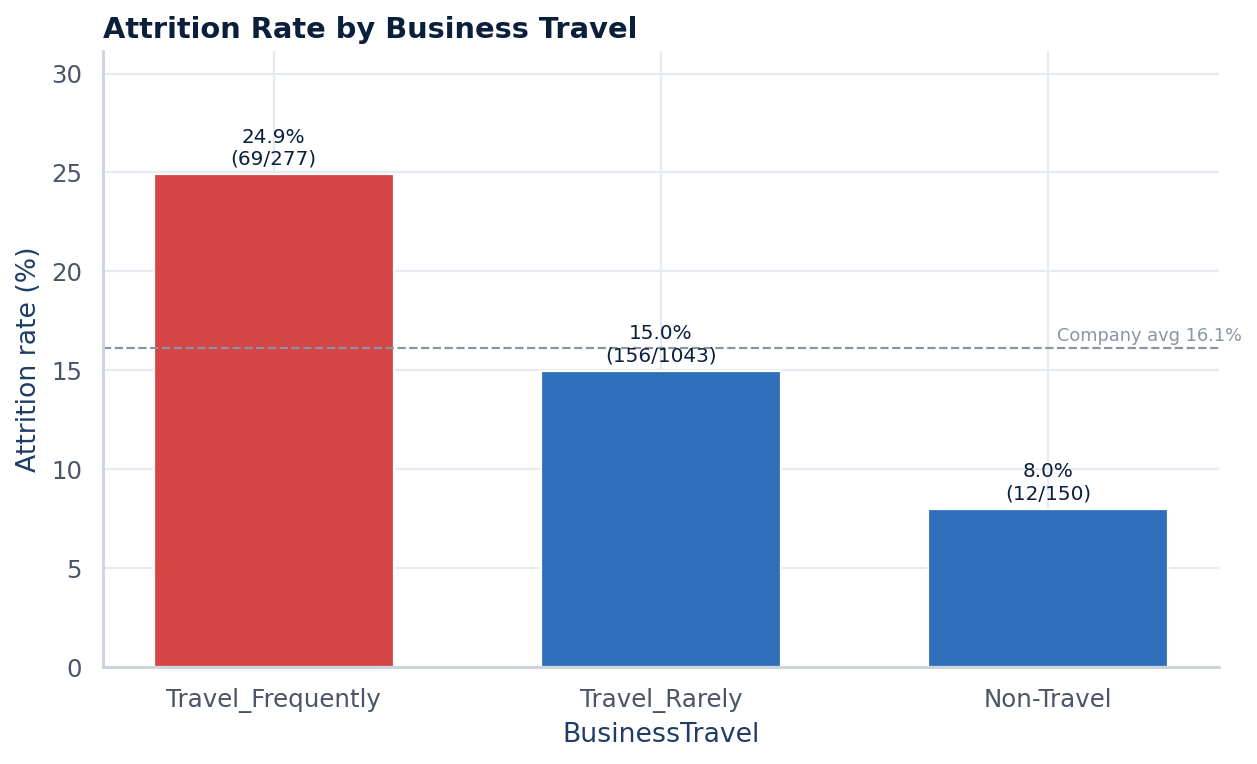 Attrition Rate by Business Travel
Attrition rate (%)
30
25
20
15
10
5
0
24.9%
(69/277)
15.0%
(156/1043)
8.0%
(12/150)
Company avg 16.1%
Travel_Frequently
Travel_Rarely
Non-Travel
BusinessTravel